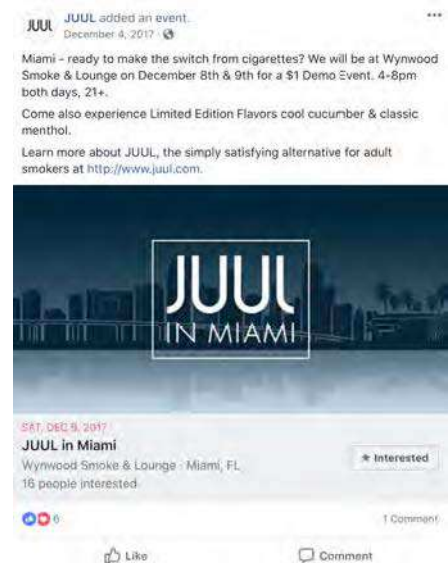 JUUL JUUL added an event.
December 4, 2017
Miami - ready to make the switch from cigarettes? We will be at Wynwood
Smoke & Lounge on December 8th & 9th for a $1 Demo Event. 4-8pm
both days, 21+.
Come also experience Limited Edition Flavors cool cucumber & classic
menthol.
Learn more about JUUL, the simply satisfying alternative for adult
smokers at http://www.juul.com.
JUUL
IN MIAMI
SAT, DEC 9, 2017
JUUL in Miami
Wynwood Smoke & Lounge · Miami, FL
16 people interested
★ Interested
6
1 Comment
Like
Comment